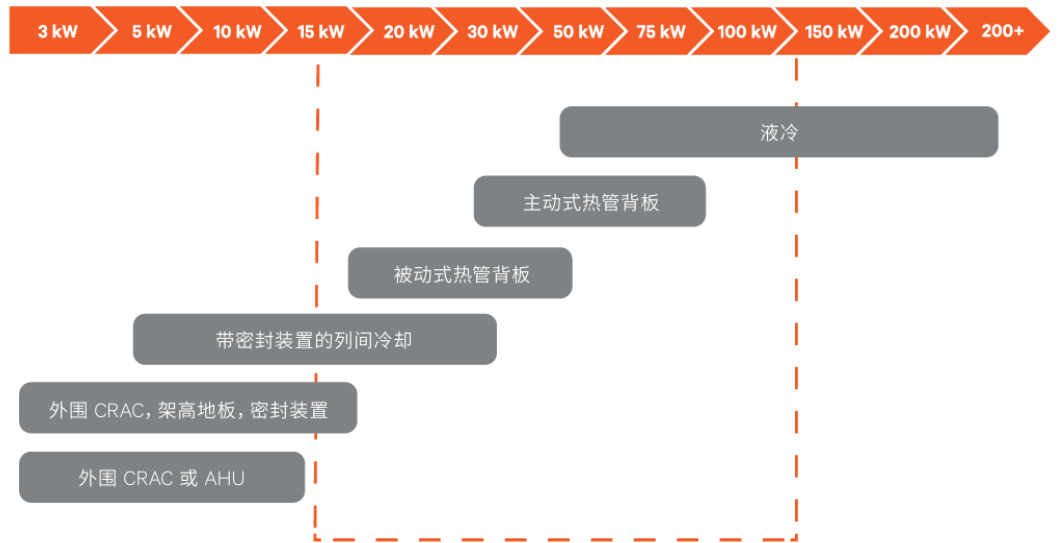 3 kW 5 kW 10 kW 15 kW 20 kW 30 kW 50 kW 75 kW 100 kW 150 kW 200 kW 200+
液冷
主动式热管背板
被动式热管背板
带密封装置的列间冷却
外围 CRAC，架高地板，密封装置
外围 CRAC 或 AHU